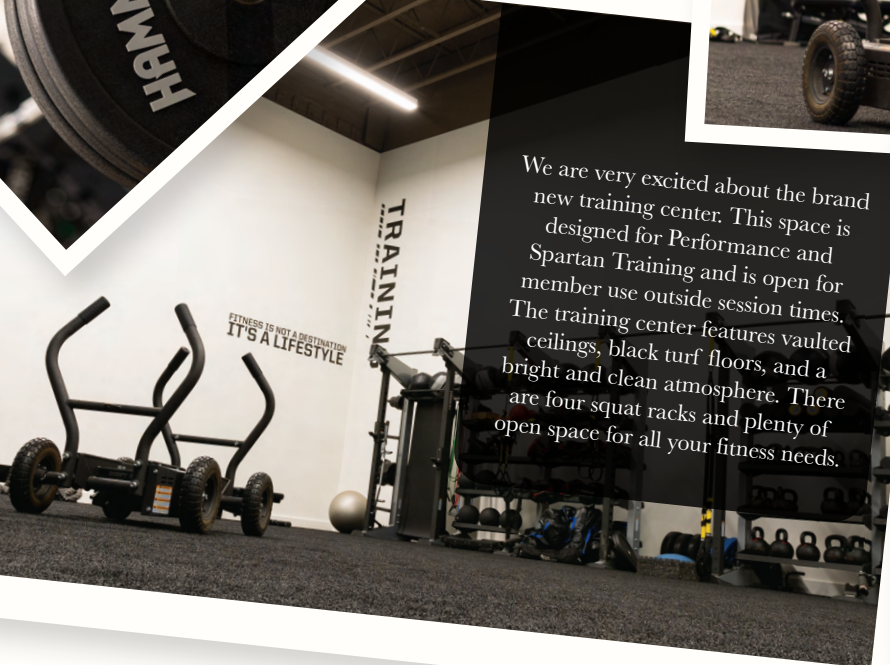 HAMM
TRAINING
FITNESS IS NOT A DESTINATION
IT'S A LIFESTYLE
We are very excited about the brand
new training center. This space is
designed for Performance and
Spartan Training and is open for
member use outside session times.
The training center features vaulted
ceilings, black turf floors, and a
bright and clean atmosphere. There
are four squat racks and plenty of
open space for all your fitness needs.